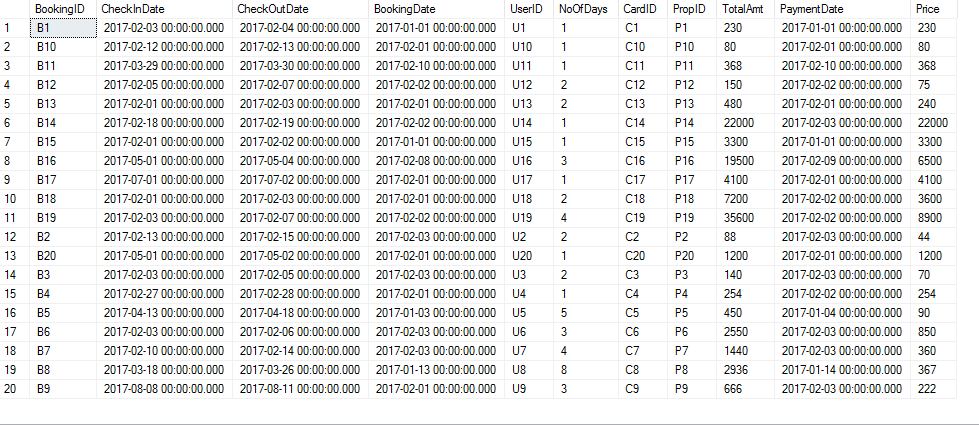 BookingID CheckInDate CheckOutDate BookingDate UserID NoOfDays CardID PropID TotalAmt PaymentDate Price
1 B1 2017-02-03 00:00:00.000 2017-02-04 00:00:00.000 2017-01-01 00:00:00.000 U1 1 C1 P1 230 2017-01-01 00:00:00.000 230
2 B10 2017-02-12 00:00:00.000 2017-02-13 00:00:00.000 2017-02-01 00:00:00.000 U10 1 C10 P10 80 2017-02-01 00:00:00.000 80
3 B11 2017-03-29 00:00:00.000 2017-03-30 00:00:00.000 2017-02-10 00:00:00.000 U11 1 C11 P11 368 2017-02-10 00:00:00.000 368
4 B12 2017-02-05 00:00:00.000 2017-02-07 00:00:00.000 2017-02-02 00:00:00.000 U12 2 C12 P12 150 2017-02-02 00:00:00.000 75
5 B13 2017-02-01 00:00:00.000 2017-02-03 00:00:00.000 2017-02-01 00:00:00.000 U13 2 C13 P13 480 2017-02-01 00:00:00.000 240
6 B14 2017-02-18 00:00:00.000 2017-02-19 00:00:00.000 2017-02-02 00:00:00.000 U14 1 C14 P14 22000 2017-02-03 00:00:00.000 22000
7 B15 2017-02-01 00:00:00.000 2017-02-02 00:00:00.000 2017-01-01 00:00:00.000 U15 1 C15 P15 3300 2017-01-01 00:00:00.000 3300
8 B16 2017-05-01 00:00:00.000 2017-05-04 00:00:00.000 2017-02-08 00:00:00.000 U16 3 C16 P16 19500 2017-02-09 00:00:00.000 6500
9 B17 2017-07-01 00:00:00.000 2017-07-02 00:00:00.000 2017-02-01 00:00:00.000 U17 1 C17 P17 4100 2017-02-01 00:00:00.000 4100
10 B18 2017-02-01 00:00:00.000 2017-02-03 00:00:00.000 2017-02-01 00:00:00.000 U18 2 C18 P18 7200 2017-02-02 00:00:00.000 3600
11 B19 2017-02-03 00:00:00.000 2017-02-07 00:00:00.000 2017-02-02 00:00:00.000 U19 4 C19 P19 35600 2017-02-02 00:00:00.000 8900
12 B2 2017-02-13 00:00:00.000 2017-02-15 00:00:00.000 2017-02-03 00:00:00.000 U2 2 C2 P2 88 2017-02-03 00:00:00.000 44
13 B20 2017-05-01 00:00:00.000 2017-05-02 00:00:00.000 2017-02-01 00:00:00.000 U20 1 C20 P20 1200 2017-02-01 00:00:00.000 1200
14 B3 2017-02-03 00:00:00.000 2017-02-05 00:00:00.000 2017-02-03 00:00:00.000 U3 2 C3 P3 140 2017-02-03 00:00:00.000 70
15 B4 2017-02-27 00:00:00.000 2017-02-28 00:00:00.000 2017-02-01 00:00:00.000 U4 1 C4 P4 254 2017-02-02 00:00:00.000 254
16 B5 2017-04-13 00:00:00.000 2017-04-18 00:00:00.000 2017-01-03 00:00:00.000 U5 5 C5 P5 450 2017-01-04 00:00:00.000 90
17 B6 2017-02-03 00:00:00.000 2017-02-06 00:00:00.000 2017-02-03 00:00:00.000 U6 3 C6 P6 2550 2017-02-03 00:00:00.000 850
18 B7 2017-02-10 00:00:00.000 2017-02-14 00:00:00.000 2017-02-03 00:00:00.000 U7 4 C7 P7 1440 2017-02-03 00:00:00.000 360
19 B8 2017-03-18 00:00:00.000 2017-03-26 00:00:00.000 2017-01-13 00:00:00.000 U8 8 C8 P8 2936 2017-01-14 00:00:00.000 367
20 B9 2017-08-08 00:00:00.000 2017-08-11 00:00:00.000 2017-02-01 00:00:00.000 U9 3 C9 P9 666 2017-02-03 00:00:00.000 222